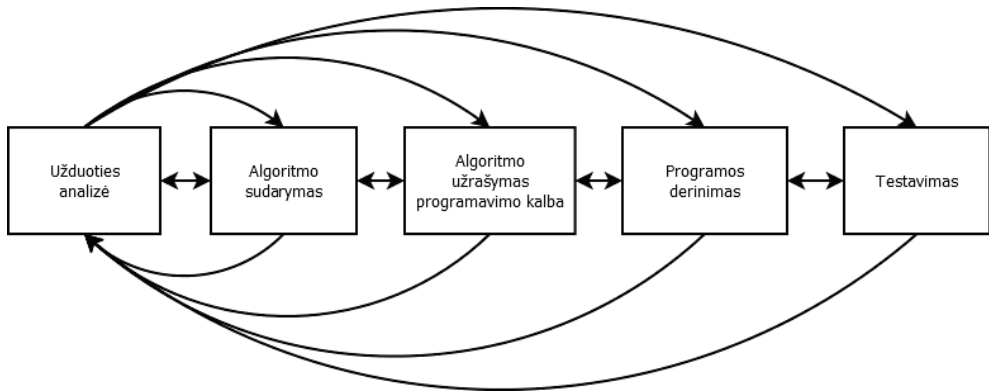 Užduoties
analizė
Algoritmo
sudarymas
Algoritmo
užrašymas
programavimo kalba
Programos
derinimas
Testavimas